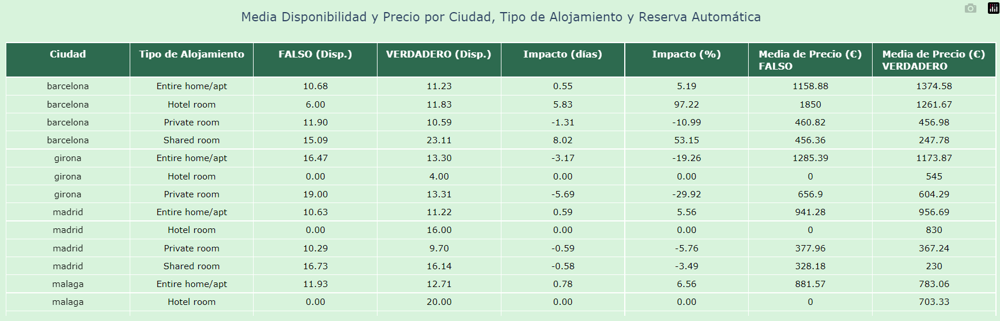 Media Disponibilidad y Precio por Ciudad, Tipo de Alojamiento y Reserva Automática
Ciudad Tipo de Alojamiento FALSO (Disp.) VERDADERO (Disp.) Impacto (días) Impacto (%) Media de Precio (€) FALSO Media de Precio (€) VERDADERO
barcelona Entire home/apt 10.68 11.23 0.55 5.19 1158.88 1374.58
barcelona Hotel room 6.00 11.83 5.83 97.22 1850 1261.67
barcelona Private room 11.90 10.59 -1.31 -10.99 460.82 456.98
barcelona Shared room 15.09 23.11 8.02 53.15 456.36 247.78
girona Entire home/apt 16.47 13.30 -3.17 -19.26 1285.39 1173.87
girona Hotel room 0.00 4.00 0.00 0.00 0 545
girona Private room 19.00 13.31 -5.69 -29.92 656.9 604.29
madrid Entire home/apt 10.63 11.22 0.59 5.56 941.28 956.69
madrid Hotel room 0.00 16.00 0.00 0.00 0 830
madrid Private room 10.29 9.70 -0.59 -5.76 377.96 367.24
madrid Shared room 16.73 16.14 -0.58 -3.49 328.18 230
malaga Entire home/apt 11.93 12.71 0.78 6.56 881.57 783.06
malaga Hotel room 0.00 20.00 0.00 0.00 0 703.33